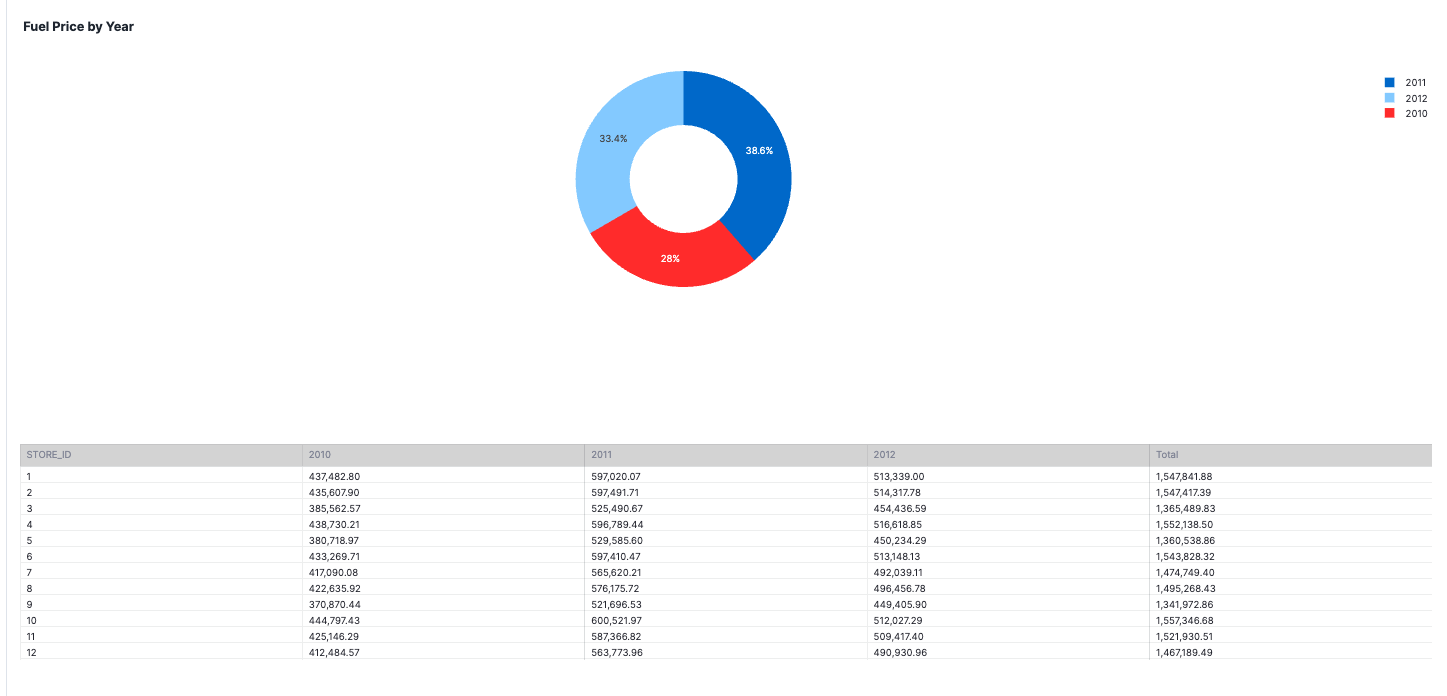 Fuel Price by Year
2011
2012
2010
33.4%
38.6%
28%
STORE_ID 2010 2011 2012 Total
1 437,482.80 597,020.07 513,339.00 1,547,841.88
2 435,607.90 597,491.71 514,317.78 1,547,417.39
3 385,562.57 525,490.67 454,436.59 1,365,489.83
4 438,730.21 596,789.44 516,618.85 1,552,138.50
5 380,718.97 529,585.60 450,234.29 1,360,538.86
6 433,269.71 597,410.47 513,148.13 1,543,828.32
7 417,090.08 565,620.21 492,039.11 1,474,749.40
8 422,635.92 576,175.72 496,456.78 1,495,268.43
9 370,870.44 521,696.53 449,405.90 1,341,972.86
10 444,797.43 600,521.97 512,027.29 1,557,346.68
11 425,146.29 587,366.82 509,417.40 1,521,930.51
12 412,484.57 563,773.96 490,930.96 1,467,189.49